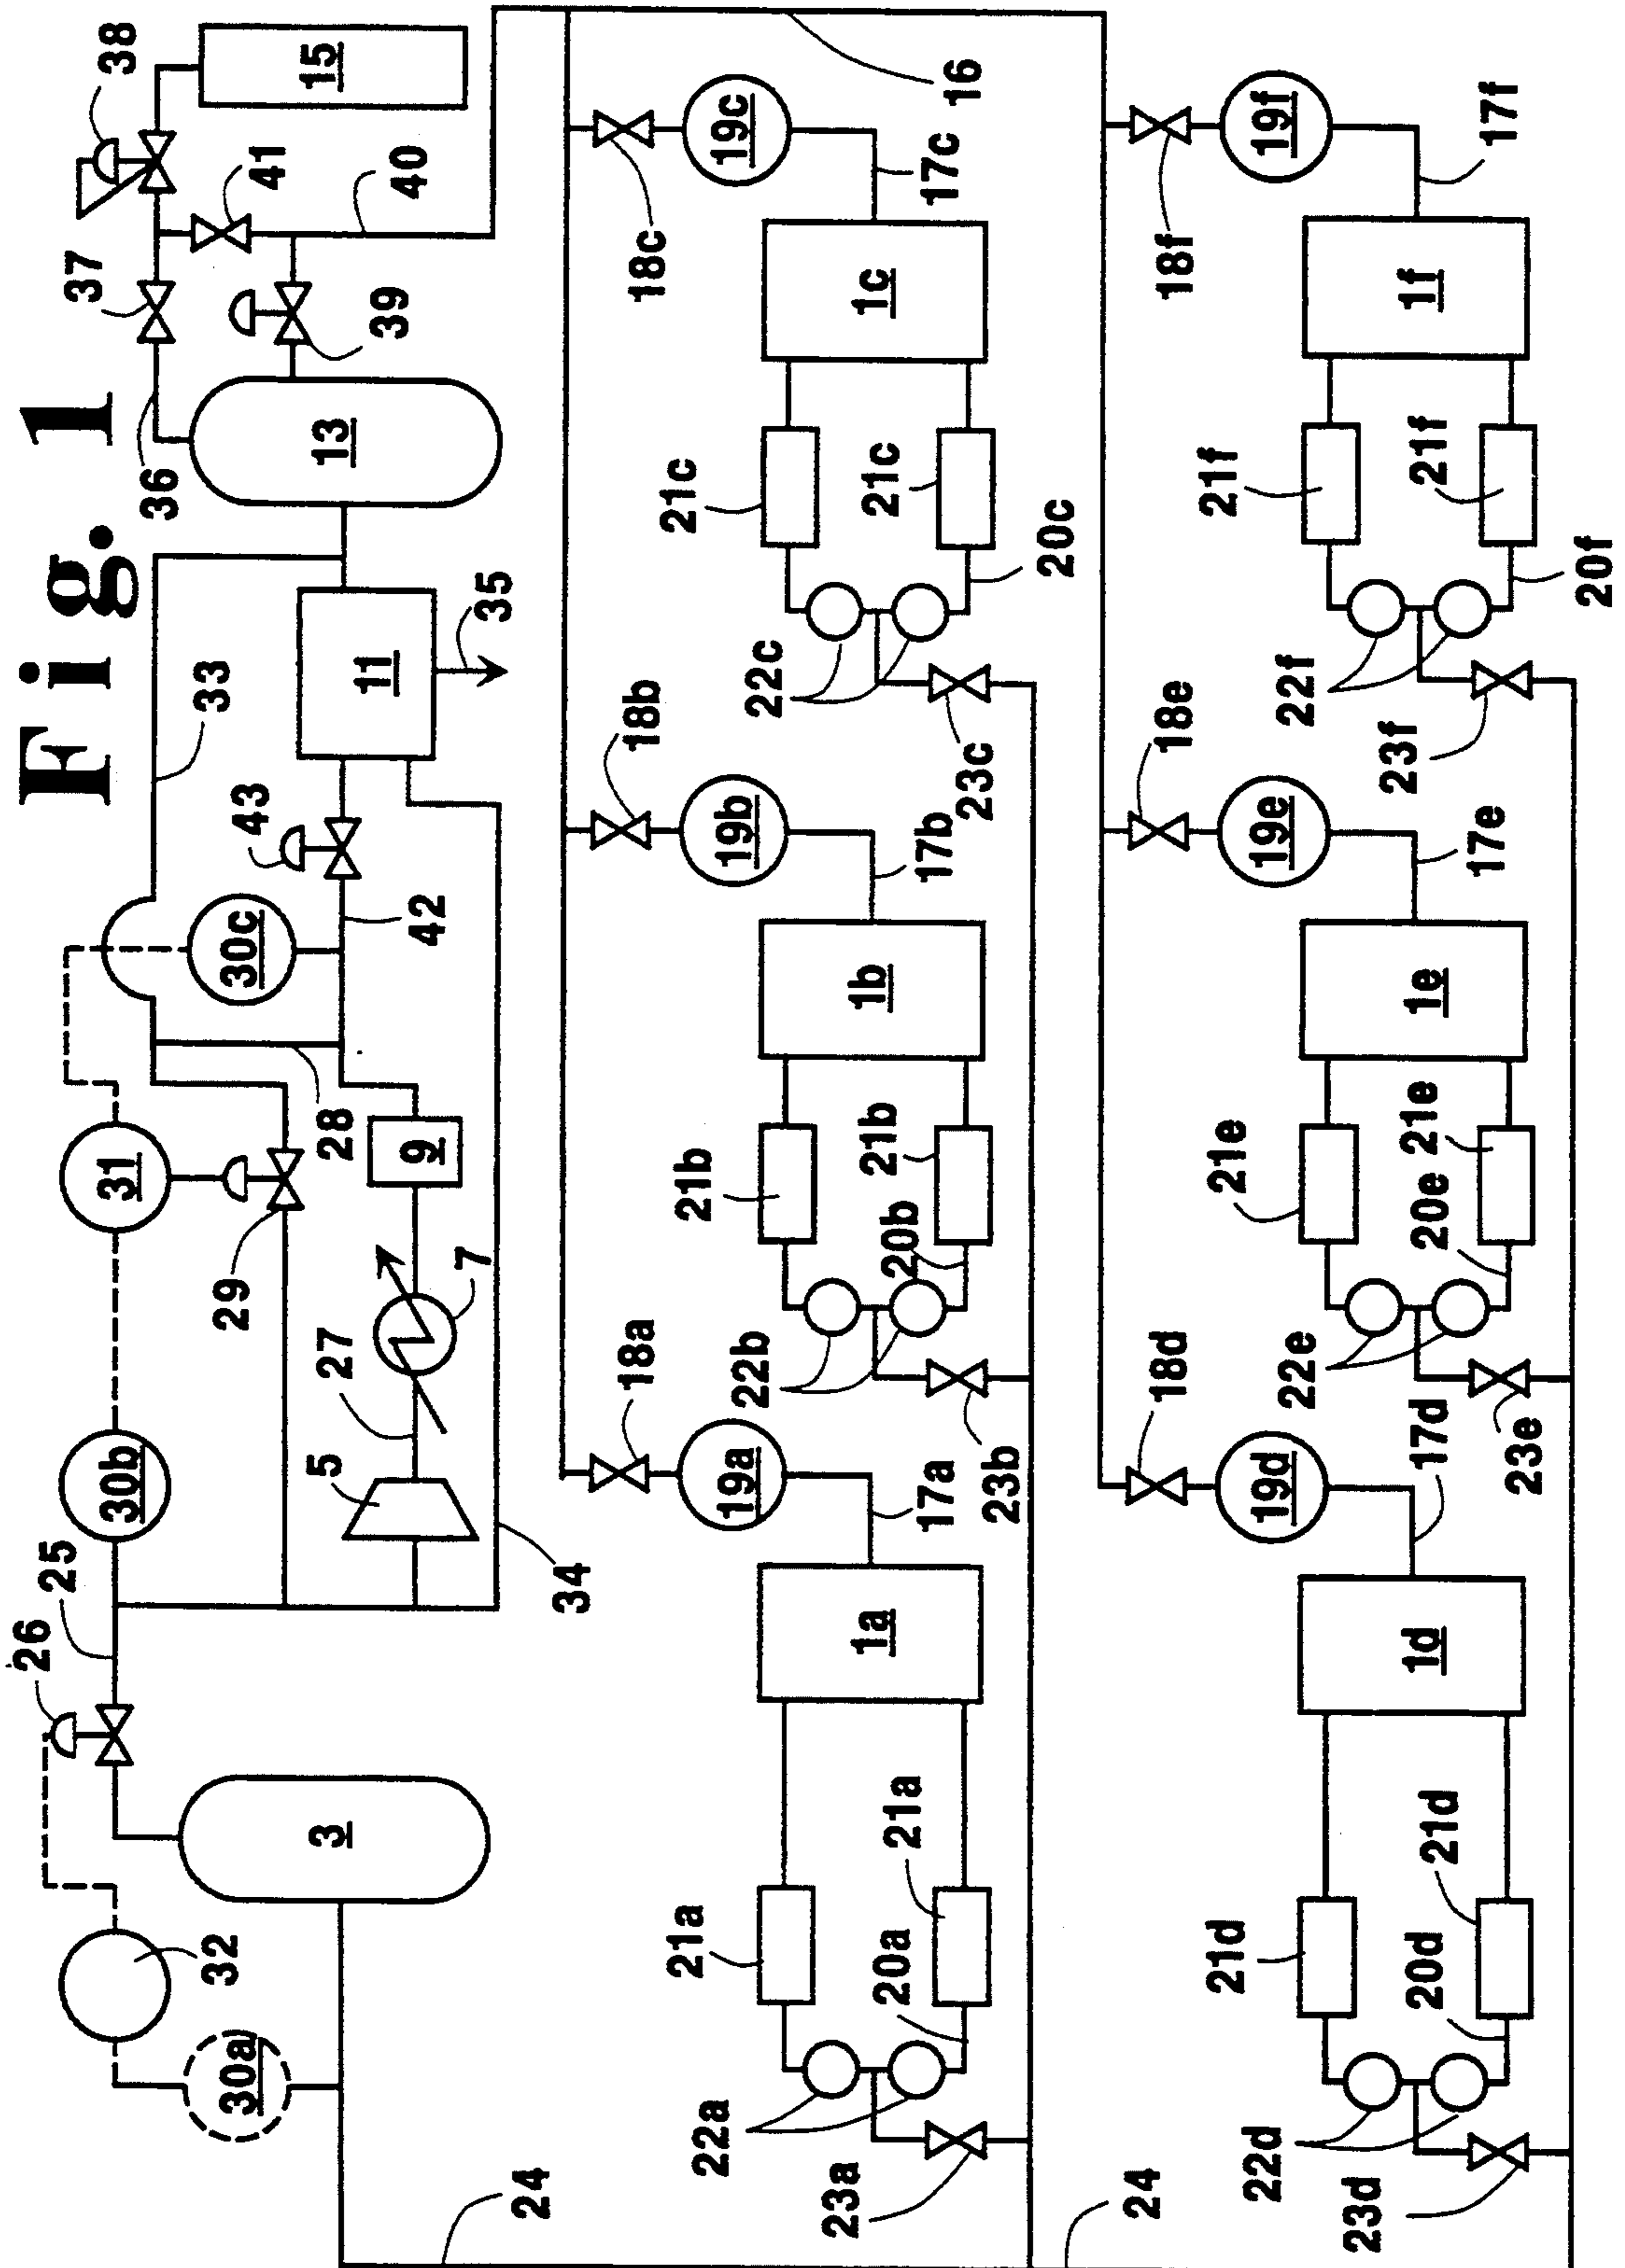 Fig. 1
26
25
37
38
30b
31
36
32
33
30a
29
43
30c
41
3
5
27
28
13
15
11
39
9
42
40
7
35
24
34
18a
18b
18c
21a
21b
21c
22a
19a
22b
19b
22c
19c
23a
1a
1b
1c
20a
21a
20b
21b
21c
17a
17b
17c
23b
23c
16
20c
24
18d
18e
18f
21d
21e
21f
22d
19d
22e
19e
22f
19f
23d
1d
1e
1f
20d
21d
17d
20e
21e
21f
23e
17e
23f
17f
20f